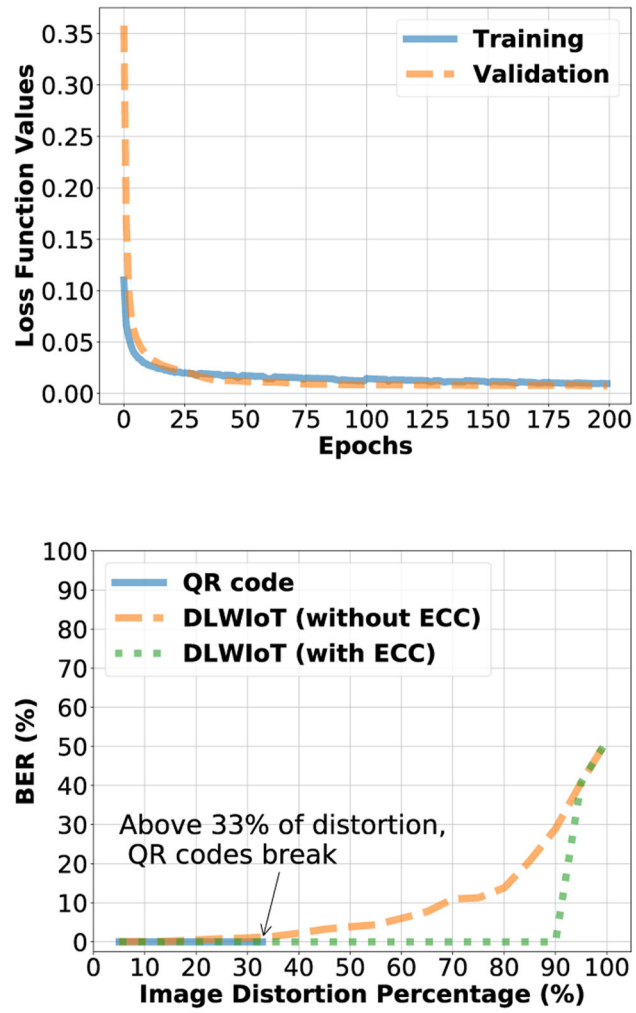 0.35
0.30
0.25
0.20
0.15
0.10
0.05
0.00
Loss Function Values
Training
Validation
0 25 50 75 100 125 150 175 200
Epochs
100
90
80
70
60
50
40
30
20
10
0
BER (%)
QR code
DLWIoT (without ECC)
DLWIoT (with ECC)
Above 33% of distortion,
QR codes break
0 10 20 30 40 50 60 70 80 90 100
Image Distortion Percentage (%)